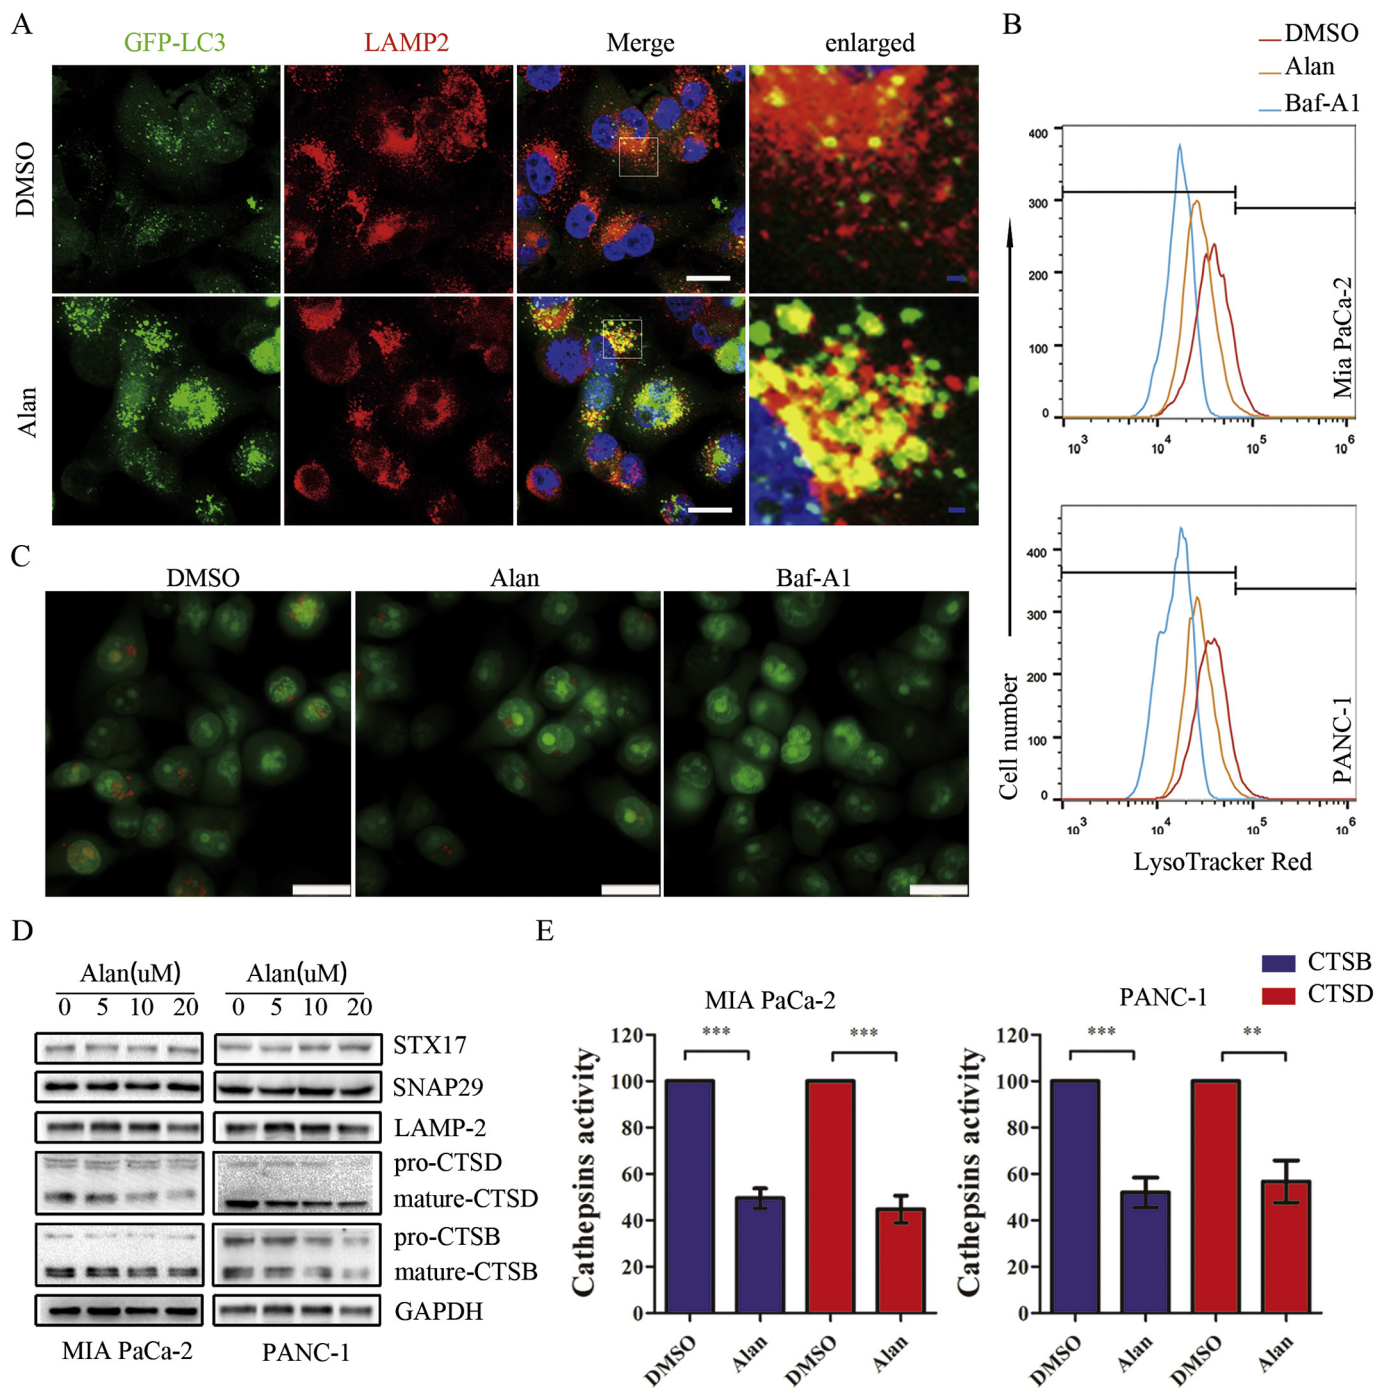 A
GFP-LC3 LAMP2 Merge enlarged
DMSO
Alan
B
DMSO
Alan
Baf-A1
400
300
200
100
0
10^3 10^4 10^5 10^6
Mia PaCa-2
400
300
200
100
0
10^3 10^4 10^5 10^6
PANC-1
Cell number
LysoTracker Red
C
DMSO Alan Baf-A1
D
Alan(uM) Alan(uM)
0 5 10 20 0 5 10 20
STX17
SNAP29
LAMP-2
pro-CTSD
mature-CTSD
pro-CTSB
mature-CTSB
GAPDH
MIA PaCa-2 PANC-1
E
CTSB
CTSD
MIA PaCa-2
Cathepsins activity
120
100
80
60
40
20
0
*** ***
DMSO Alan DMSO Alan
PANC-1
Cathepsins activity
120
100
80
60
40
20
0
*** **
DMSO Alan DMSO Alan